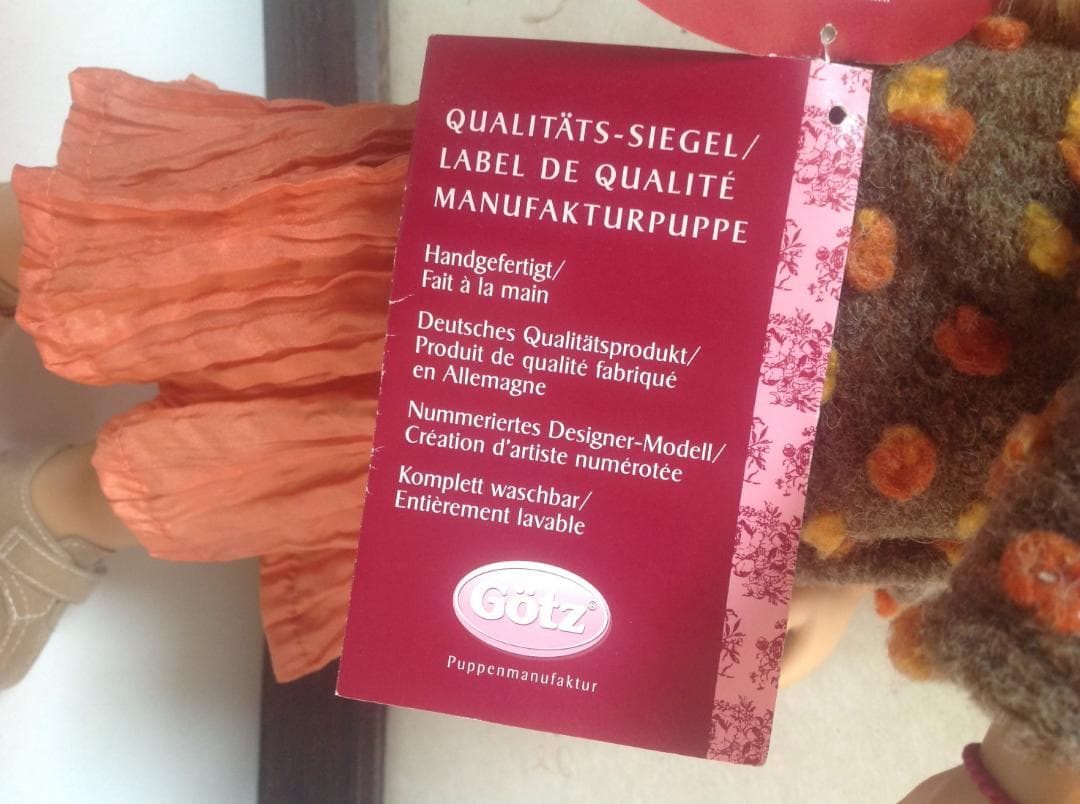 QUALITÄTS-SIEGEL/
LABEL DE QUALITÉ
MANUFAKTURPUPPE
Handgefertigt/
Fait à la main
Deutsches Qualitätsprodukt/
Produit de qualité fabriqué
en Allemagne
Nummeriertes Designer-Modell/
Création d'artiste numérotée
Komplett waschbar/
Entièrement lavable
Götz®
Puppenmanufaktur